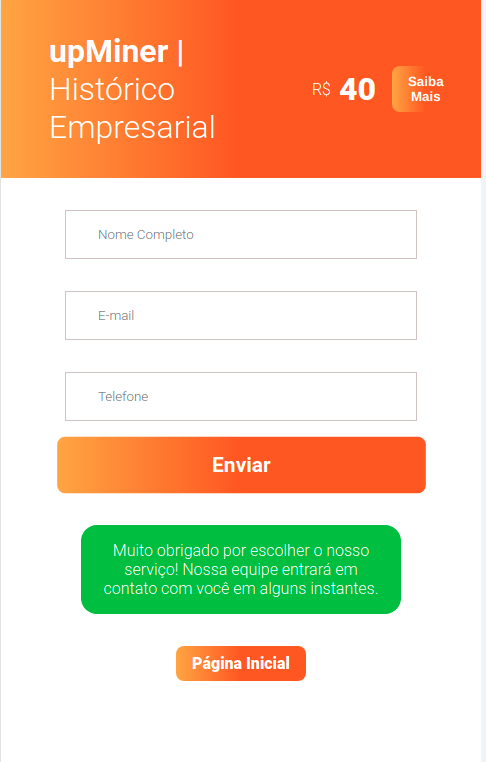 upMiner |
Histórico
Empresarial
R$ 40
Saiba
Mais
Nome Completo
E-mail
Telefone
Enviar
Muito obrigado por escolher o nosso
serviço! Nossa equipe entrará em
contato com você em alguns instantes.
Página Inicial